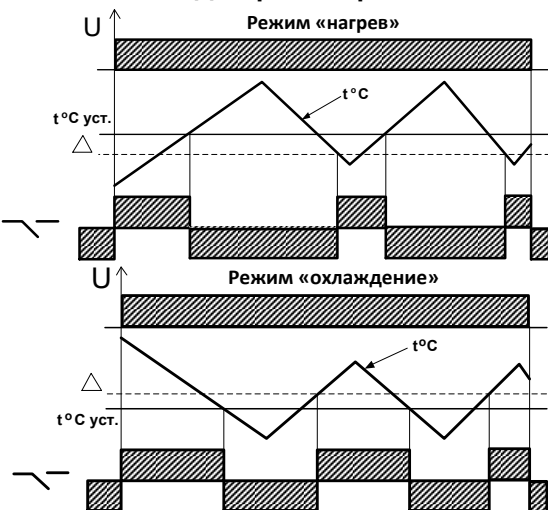 Режим «нагрев»
U
t°C
t°C уст.
△
Режим «охлаждение»
U
t°C
△
t°C уст.